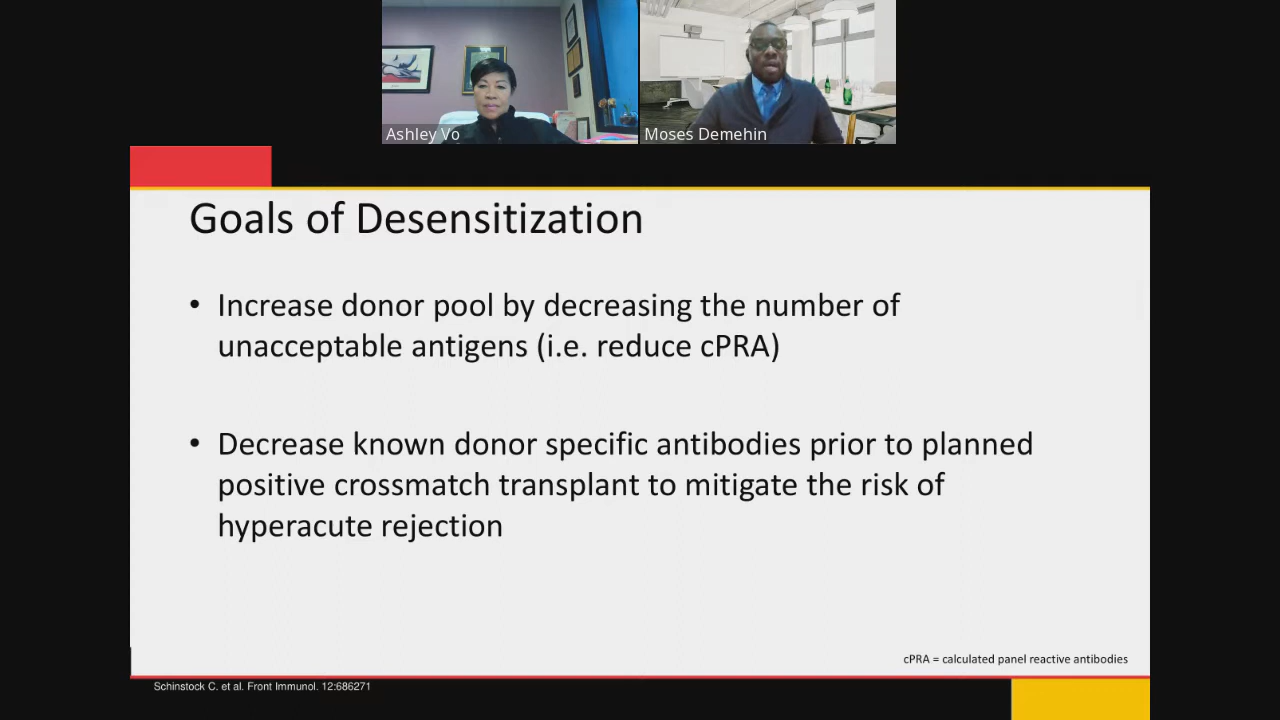 Ashley Vo
Moses Demehin
Goals of Desensitization
• Increase donor pool by decreasing the number of
unacceptable antigens (i.e. reduce cPRA)
• Decrease known donor specific antibodies prior to planned
positive crossmatch transplant to mitigate the risk of
hyperacute rejection
cPRA = calculated panel reactive antibodies
Schinstock C. et al. Front Immunol. 12:686271